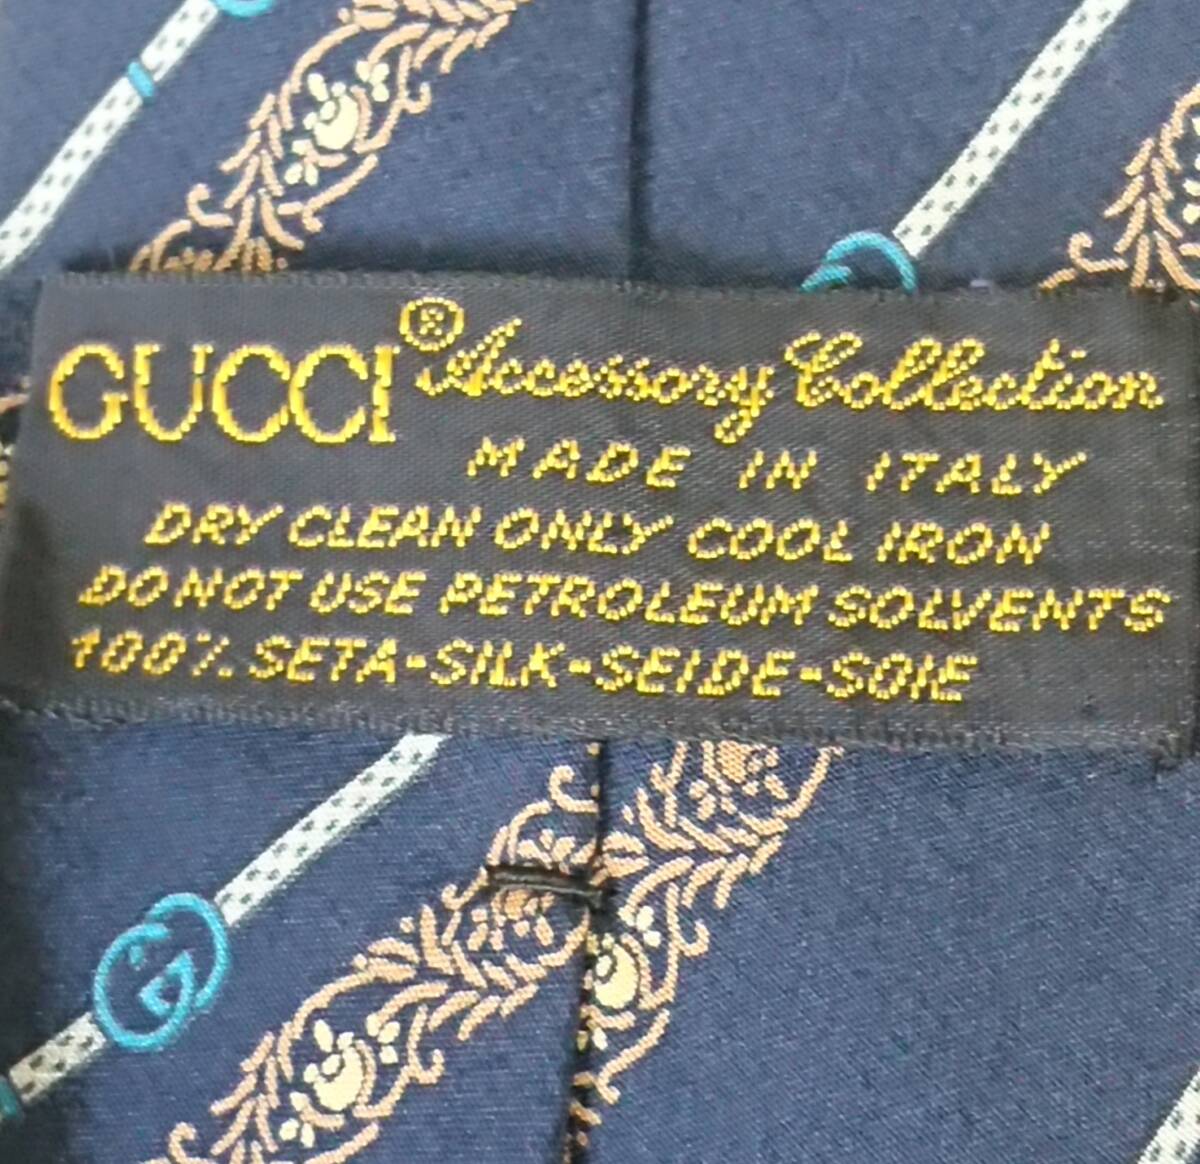 GUCCI® Accessory Collection
MADE IN ITALY
DRY CLEAN ONLY COOL IRON
DO NOT USE PETROLEUM SOLVENTS
100% SETA-SILK-SEIDE-SOIE